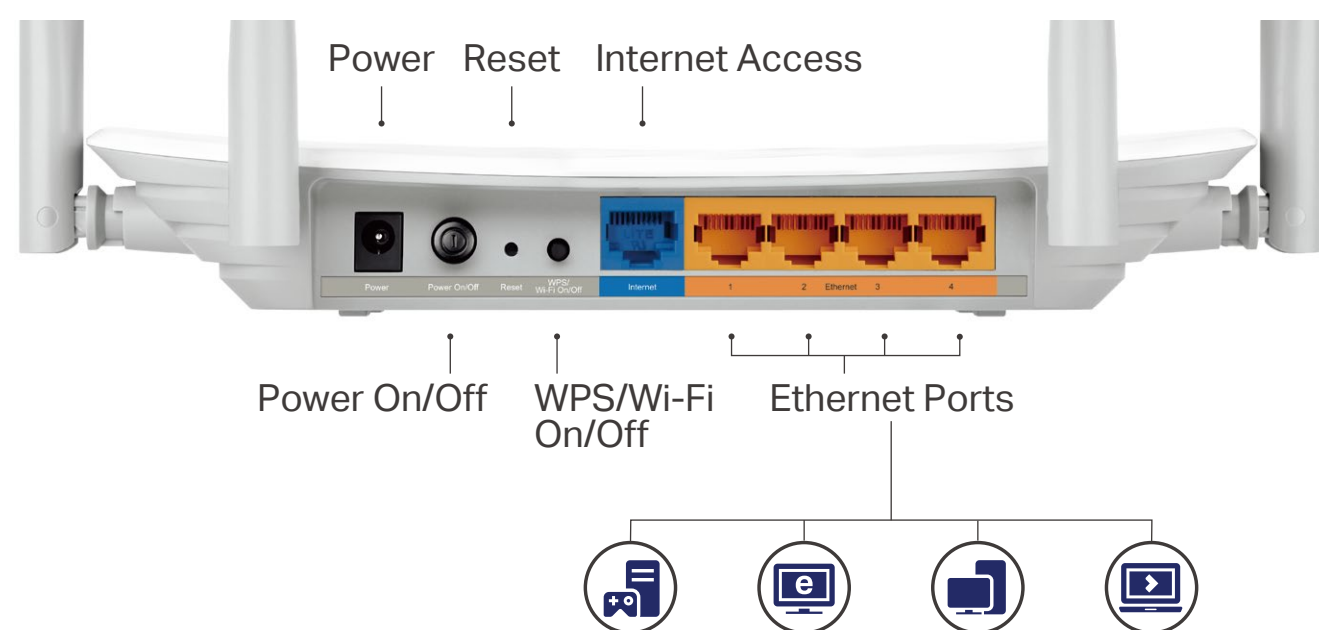 Power Reset Internet Access
Power Power On/Off Reset WPS/ Wi-Fi On/Off Internet 1 2 Ethernet 3 4
Power On/Off WPS/Wi-Fi Ethernet Ports
On/Off
e